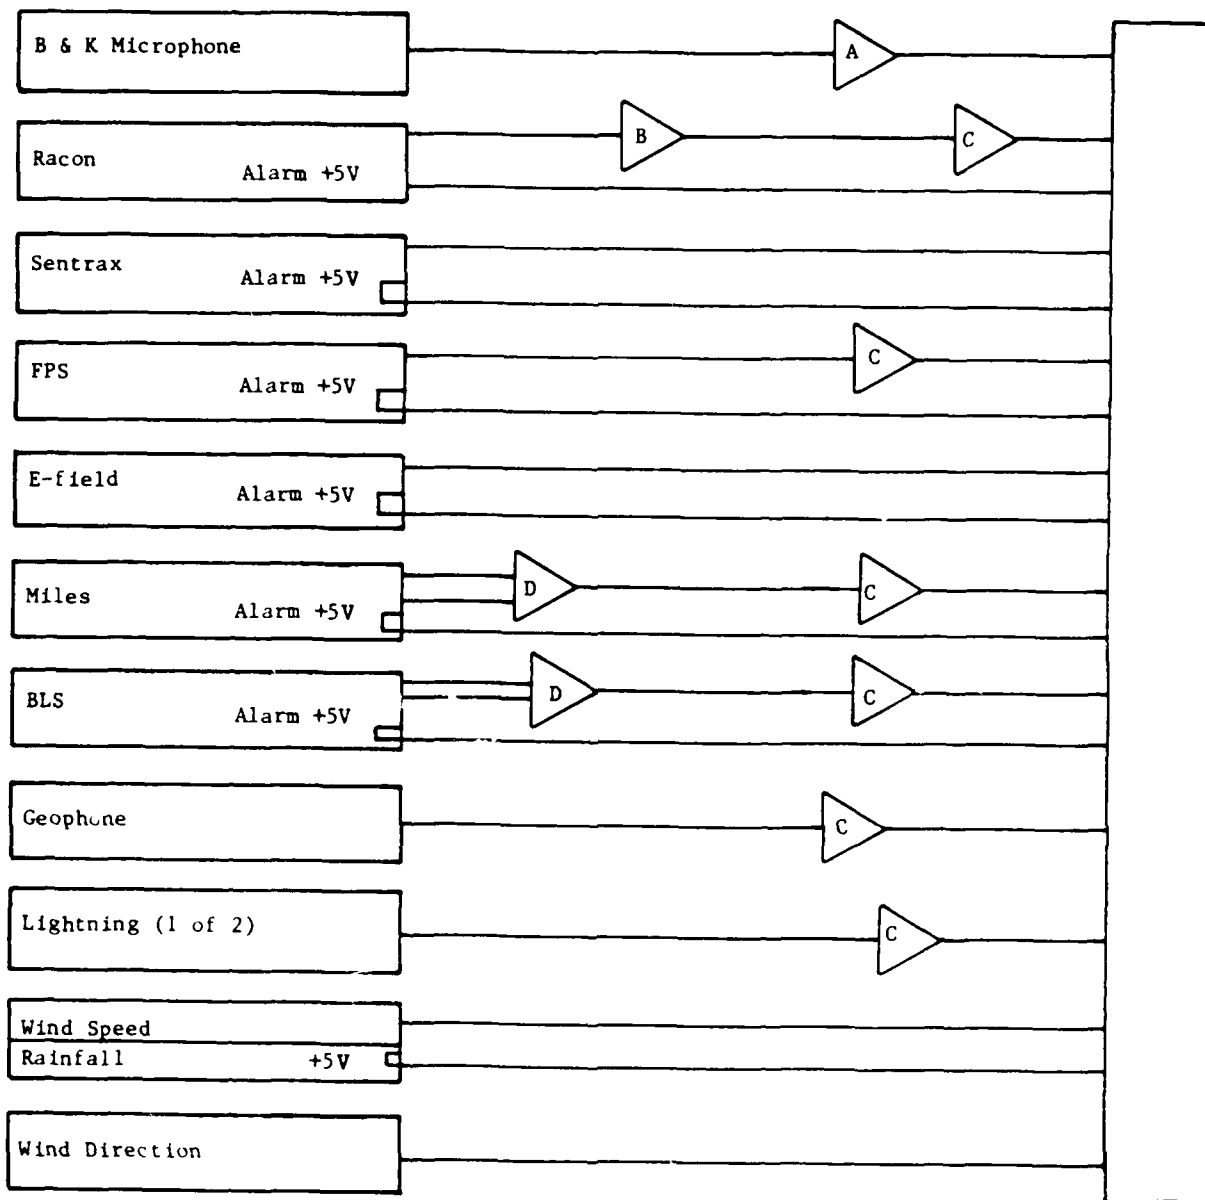 B & K Microphone
A
Racon
Alarm +5V
B
C
Sentrax
Alarm +5V
FPS
Alarm +5V
C
E-field
Alarm +5V
Miles
Alarm +5V
D
C
BLS
Alarm +5V
D
C
Geophone
C
Lightning (1 of 2)
C
Wind Speed
Rainfall +5V
Wind Direction